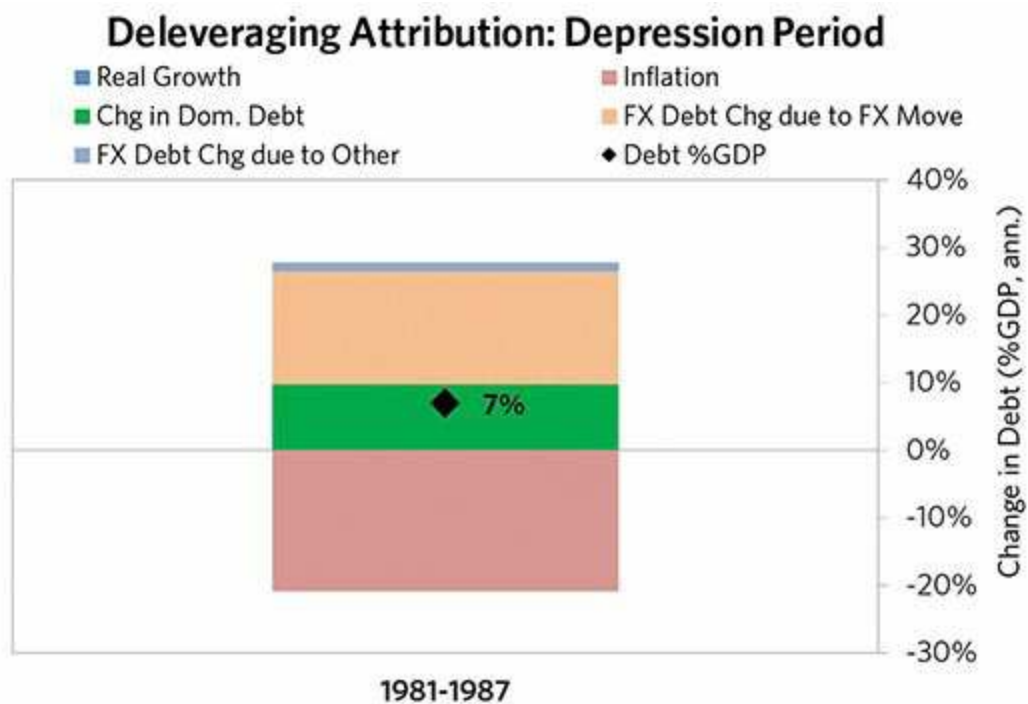 Deleveraging Attribution: Depression Period
Real Growth
Inflation
Chg in Dom. Debt
FX Debt Chg due to FX Move
FX Debt Chg due to Other
Debt %GDP
40%
30%
20%
10%
0%
-10%
-20%
-30%
Change in Debt (%GDP, ann.)
7%
1981-1987